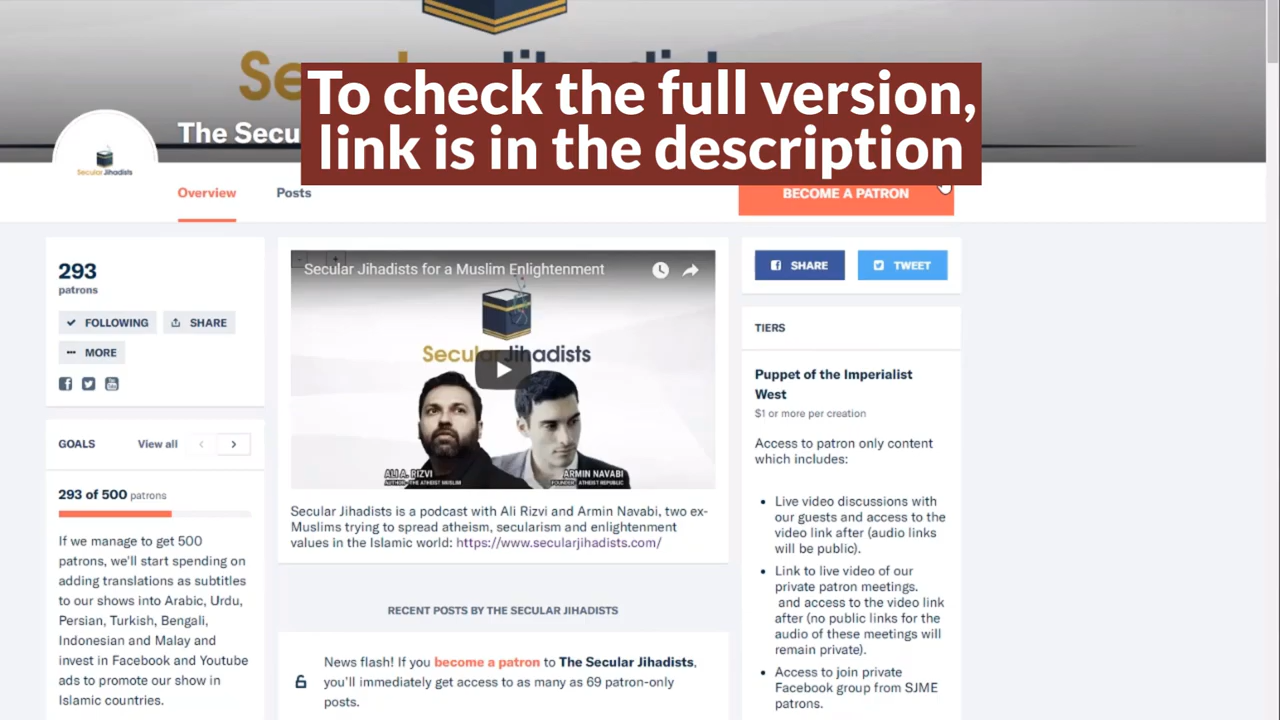 To check the full version,
link is in the description
The Secu
Secular Jihadists
Overview
Posts
BECOME A PATRON
293
patrons
FOLLOWING
SHARE
MORE
GOALS
View all
293 of 500 patrons
If we manage to get 500
patrons, we'll start spending on
adding translations as subtitles
to our shows into Arabic, Urdu,
Persian, Turkish, Bengali,
Indonesian and Malay and
invest in Facebook and Youtube
ads to promote our show in
Islamic countries.
Secular Jihadists for a Muslim Enlightenment
Secular Jihadists
ALI A. RIZVI
AUTHOR - THE ATHEIST MUSLIM
ARMIN NAVABI
FOUNDER - ATHEIST REPUBLIC
Secular Jihadists is a podcast with Ali Rizvi and Armin Navabi, two ex-
Muslims trying to spread atheism, secularism and enlightenment
values in the Islamic world: https://www.secularjihadists.com/
RECENT POSTS BY THE SECULAR JIHADISTS
News flash! If you become a patron to The Secular Jihadists,
you'll immediately get access to as many as 69 patron-only
posts.
SHARE
TWEET
TIERS
Puppet of the Imperialist
West
$1 or more per creation
Access to patron only content
which includes:
Live video discussions with
our guests and access to the
video link after (audio links
will be public).
Link to live video of our
private patron meetings.
and access to the video link
after (no public links for the
audio of these meetings will
remain private).
Access to join private
Facebook group from SJME
patrons.